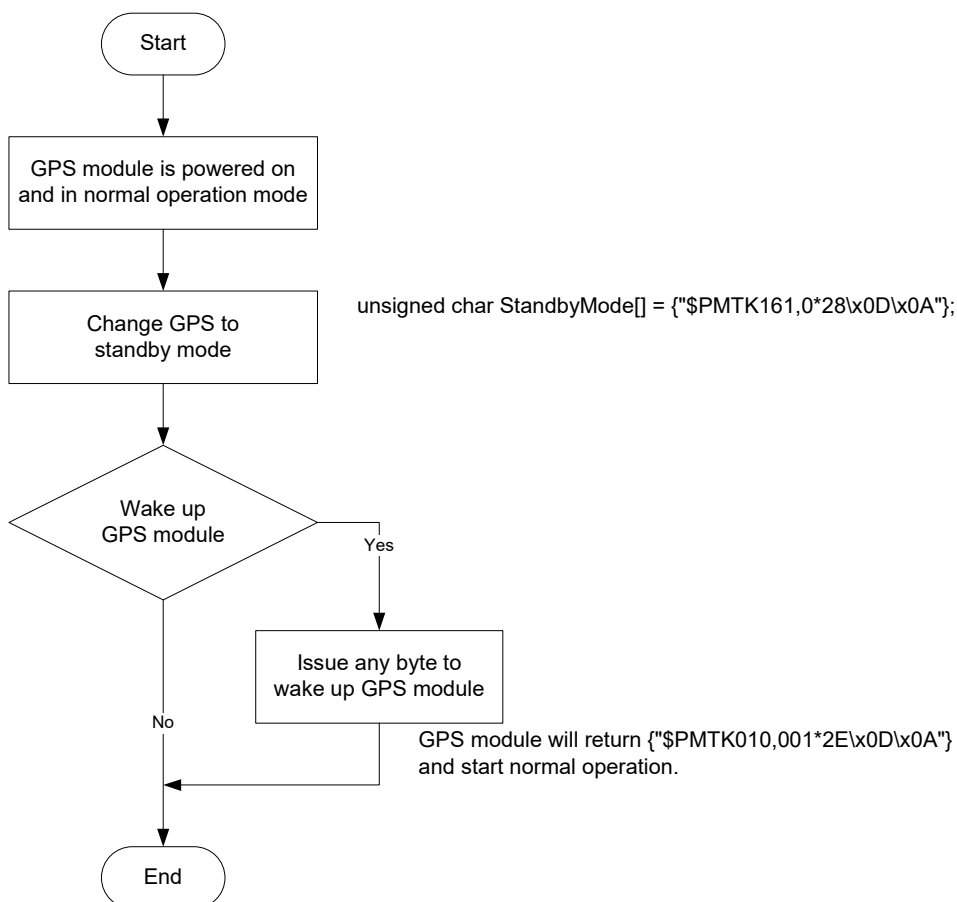 Start
GPS module is powered on
and in normal operation mode
Change GPS to
standby mode
unsigned char StandbyMode[] = {"$PMTK161,0*28\x0D\x0A"};
Wake up
GPS module
Yes
Issue any byte to
wake up GPS module
No
GPS module will return {"$PMTK010,001*2E\x0D\x0A"}
and start normal operation.
End